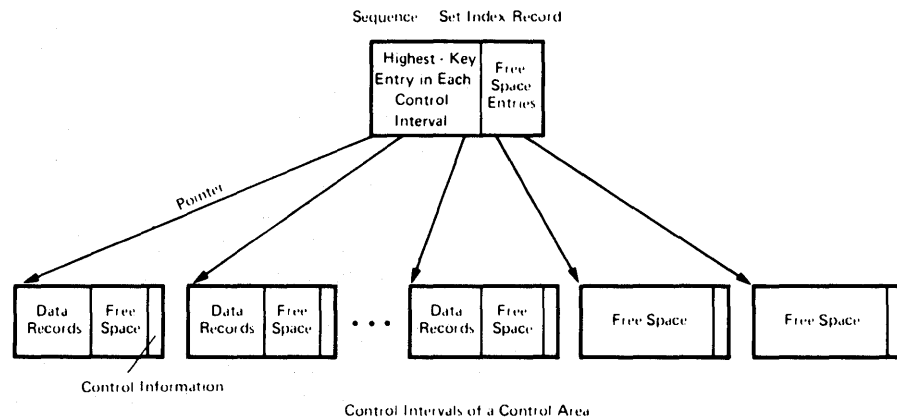 Sequence Set Index Record
Highest - Key
Entry in Each
Control
Interval
Free
Space
Entries
Pointer
Data
Records
Free
Space
Data
Records
Free
Space
• • •
Data
Records
Free
Space
Free Space
Free Space
Control Information
Control Intervals of a Control Area